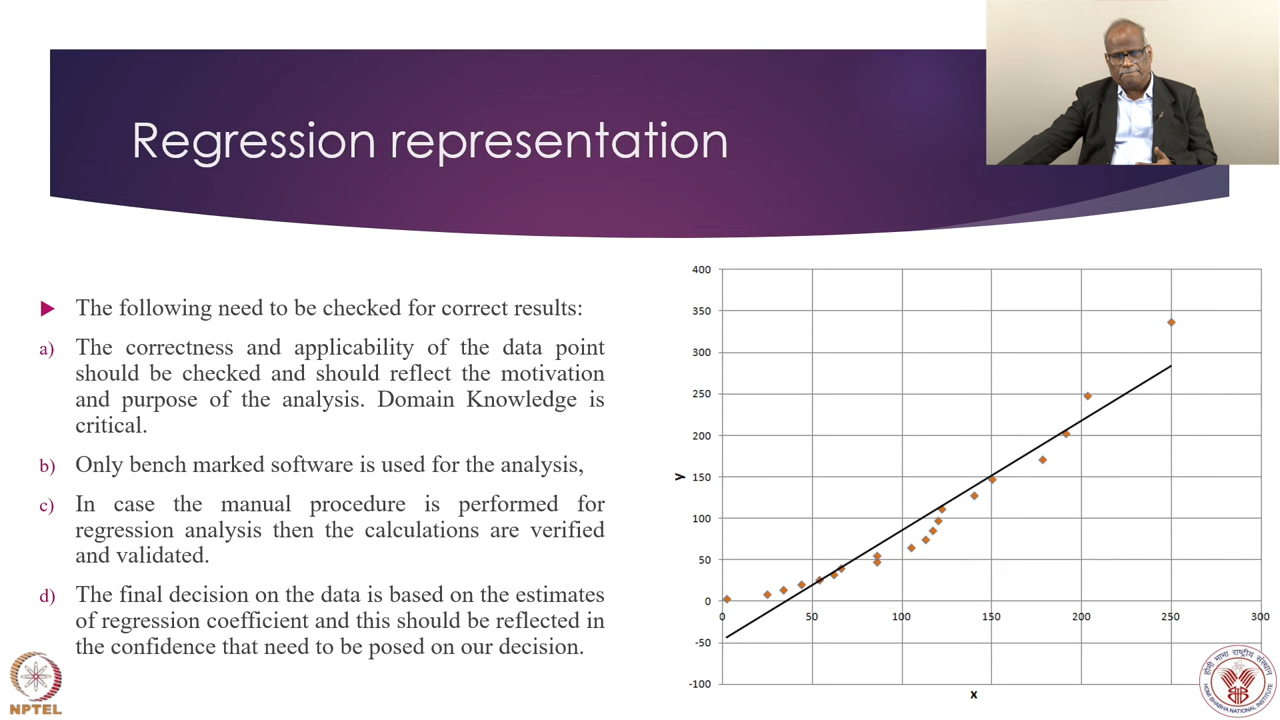 Regression representation
The following need to be checked for correct results:
a) The correctness and applicability of the data point
should be checked and should reflect the motivation
and purpose of the analysis. Domain Knowledge is
critical.
b) Only bench marked software is used for the analysis,
c) In case the manual procedure is performed for
regression analysis then the calculations are verified
and validated.
d) The final decision on the data is based on the estimates
of regression coefficient and this should be reflected in
the confidence that need to be posed on our decision.
400
350
300
250
200
150
100
50
0
-50
-100
y
0 50 100 150 200 250 300
x
NPTEL
होमी भाभा राष्ट्रीय संस्थान
HOMI BHABHA NATIONAL INSTITUTE